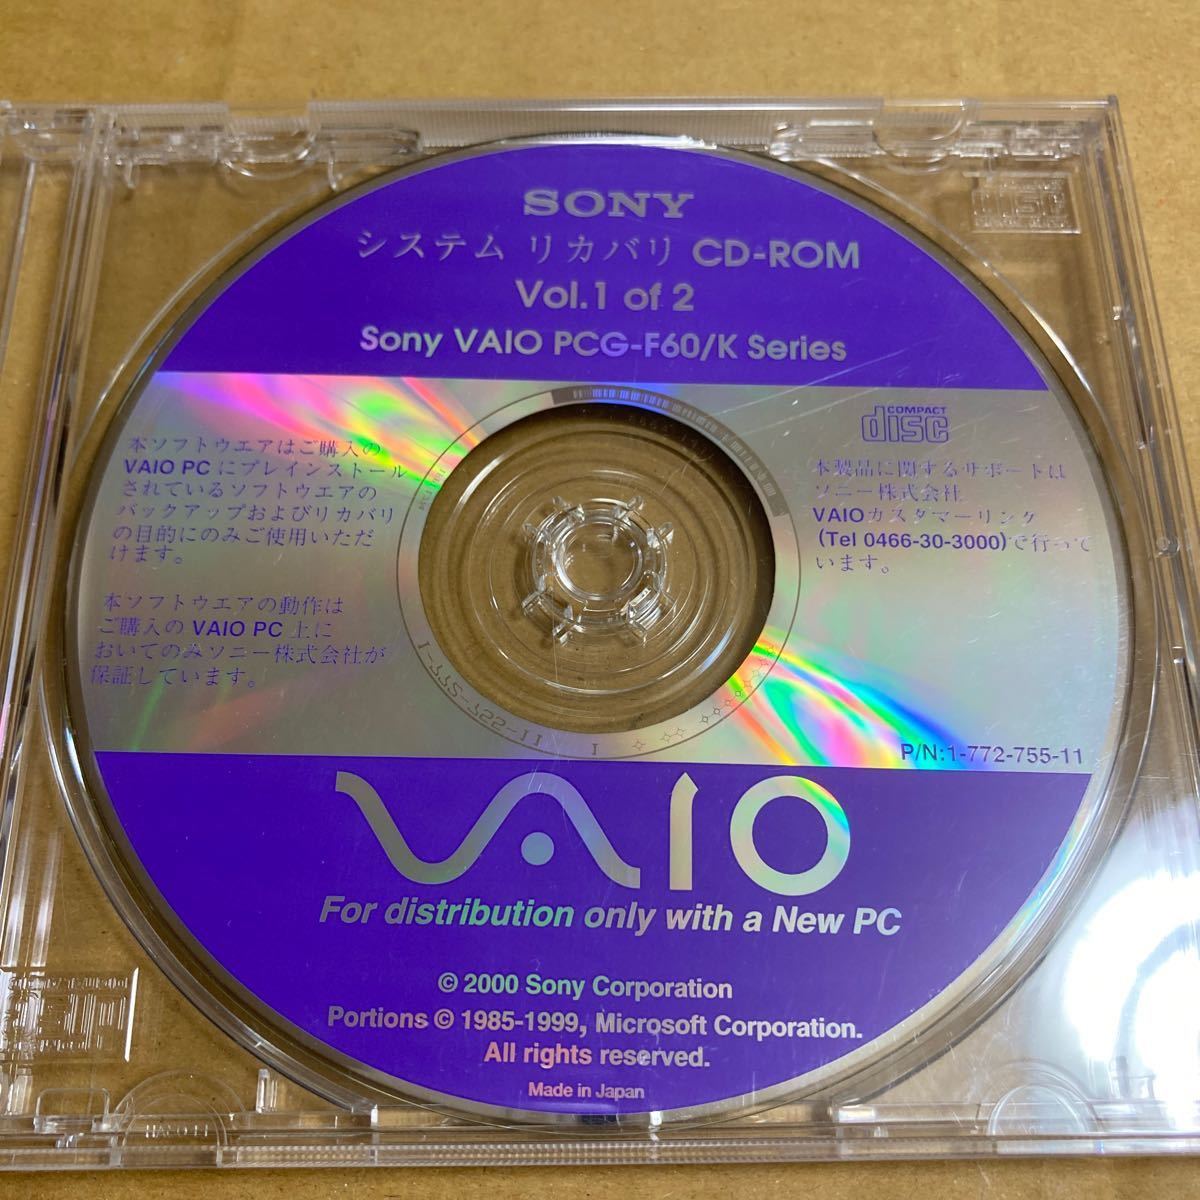 SONY
システム リカバリ CD-ROM
Vol.1 of 2
Sony VAIO PCG-F60/K Series
本ソフトウエアはご購入の
VAIO PC にプレインストール
されているソフトウエアの
バックアップおよびリカバリ
の目的にのみご使用いただ
けます。
本ソフトウエアの動作は
ご購入の VAIO PC 上に
おいてのみソニー株式会社が
保証しています。
COMPACT
disc
本製品に関するサポートは
ソニー株式会社
VAIOカスタマーリンク
(Tel 0466-30-3000)で行って
います。
P/N:1-772-755-11
VAIO
For distribution only with a New PC
© 2000 Sony Corporation
Portions © 1985-1999, Microsoft Corporation.
All rights reserved.
Made in Japan